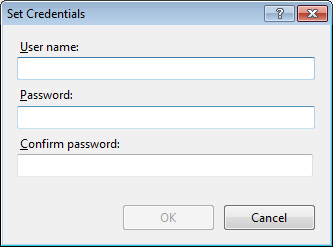 Set Credentials
?
User name:
Password:
Confirm password:
OK Cancel